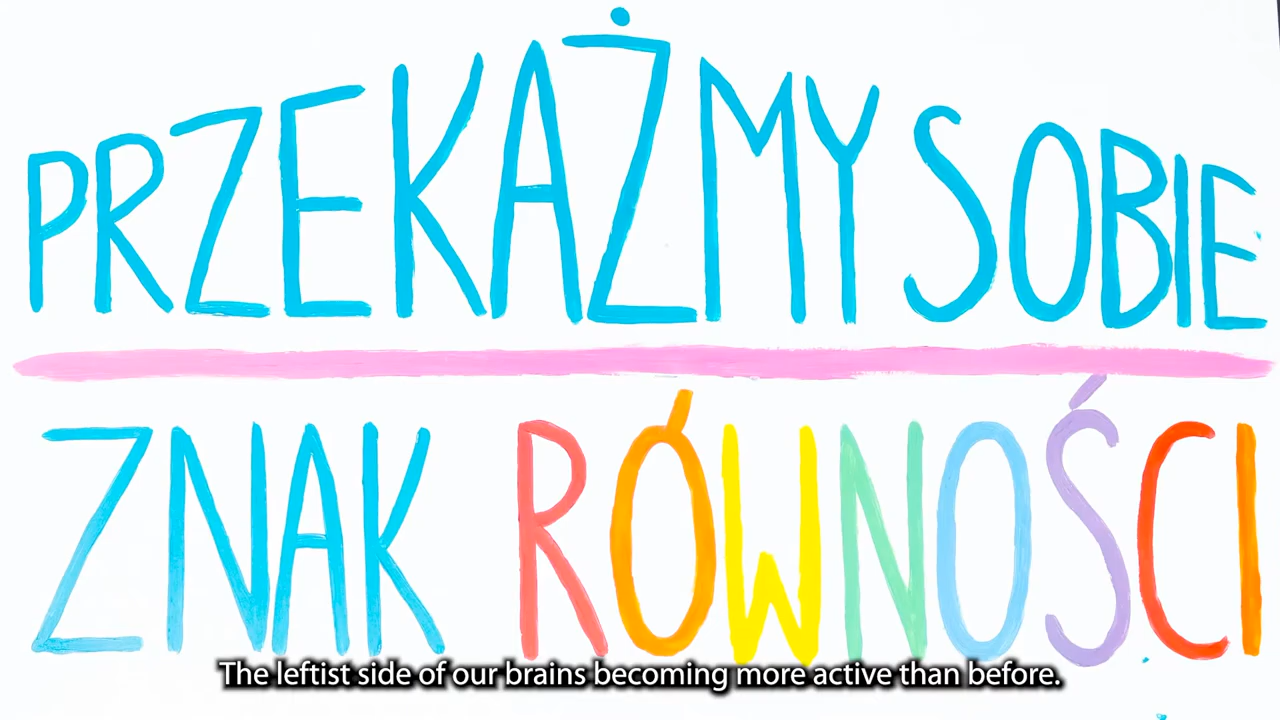 PRZEKAŻMY SOBIE
ZNAK RÓWNOŚCI
The leftist side of our brains becoming more active than before.